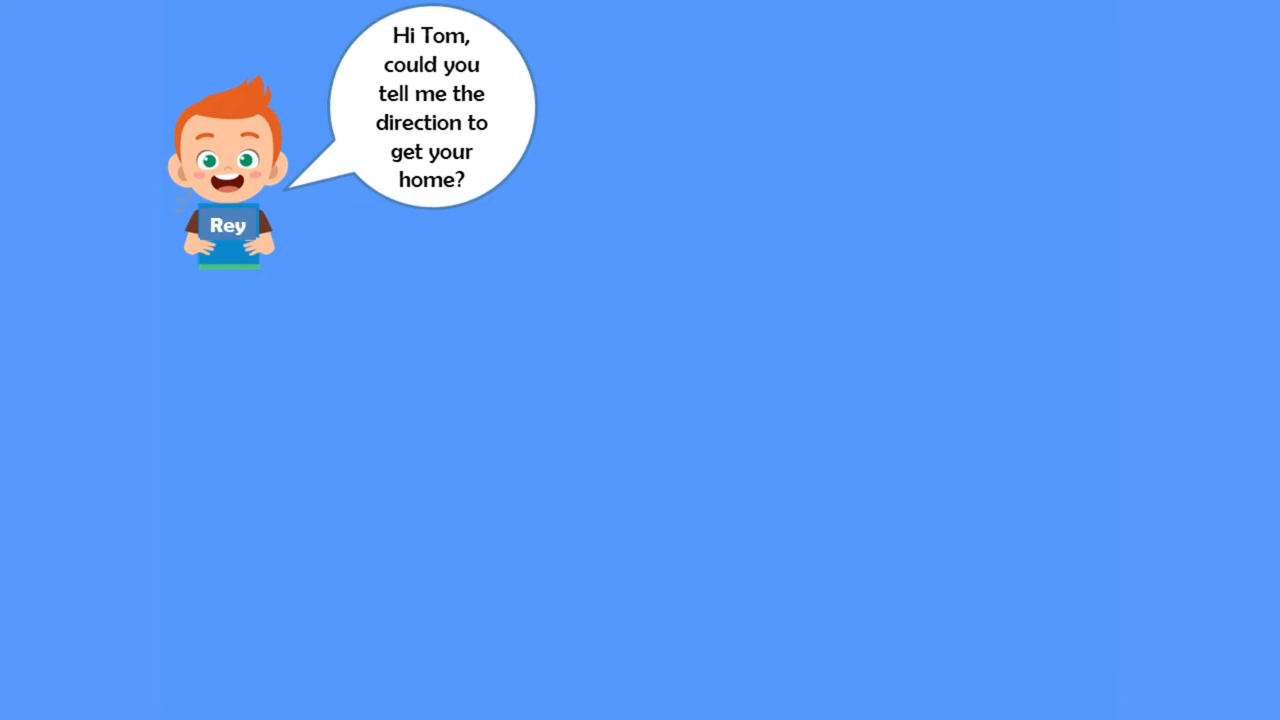 Hi Tom,
could you
tell me the
direction to
get your
home?
Rey